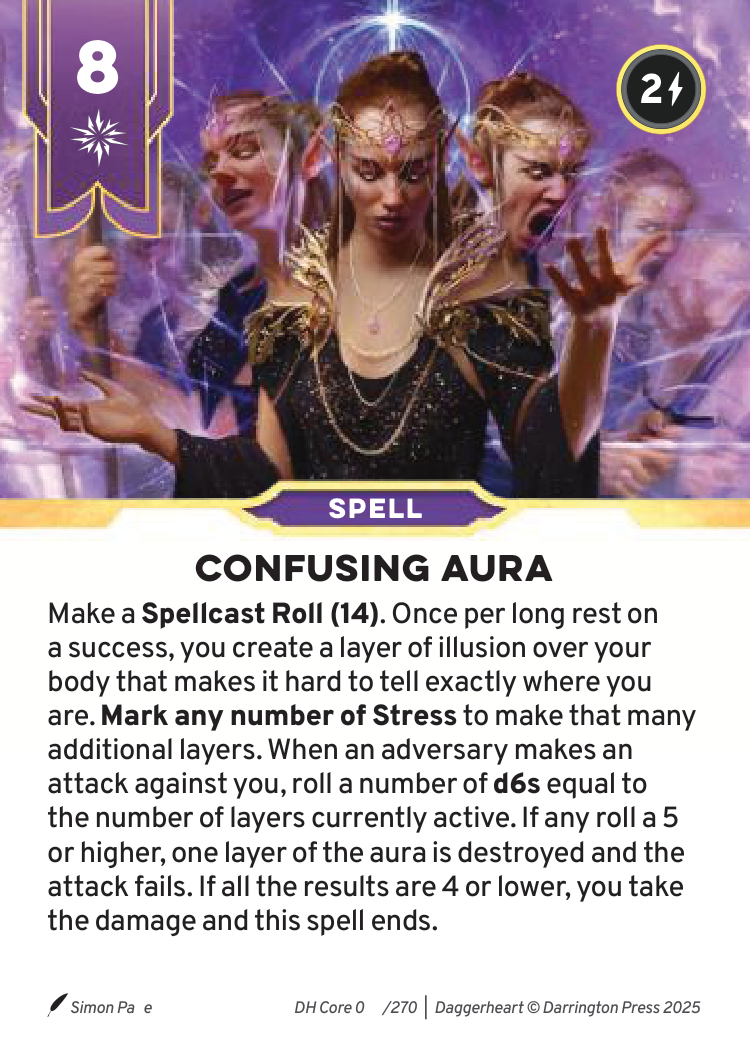 8
2
SPELL
CONFUSING AURA
Make a Spellcast Roll (14). Once per long rest on
a success, you create a layer of illusion over your
body that makes it hard to tell exactly where you
are. Mark any number of Stress to make that many
additional layers. When an adversary makes an
attack against you, roll a number of d6s equal to
the number of layers currently active. If any roll a 5
or higher, one layer of the aura is destroyed and the
attack fails. If all the results are 4 or lower, you take
the damage and this spell ends.
Simon Pa e
DH Core 0 /270 | Daggerheart © Darrington Press 2025